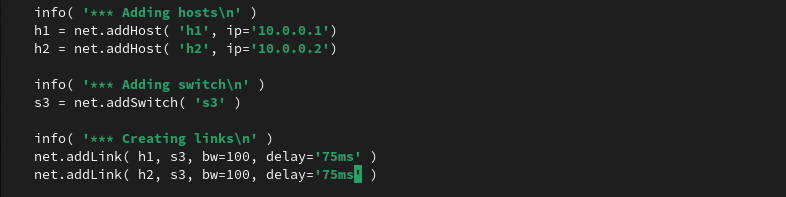 info( '*** Adding hosts\n' )
h1 = net.addHost( 'h1', ip='10.0.0.1')
h2 = net.addHost( 'h2', ip='10.0.0.2')
info( '*** Adding switch\n' )
s3 = net.addSwitch( 's3' )
info( '*** Creating links\n' )
net.addLink( h1, s3, bw=100, delay='75ms' )
net.addLink( h2, s3, bw=100, delay='75ms' )